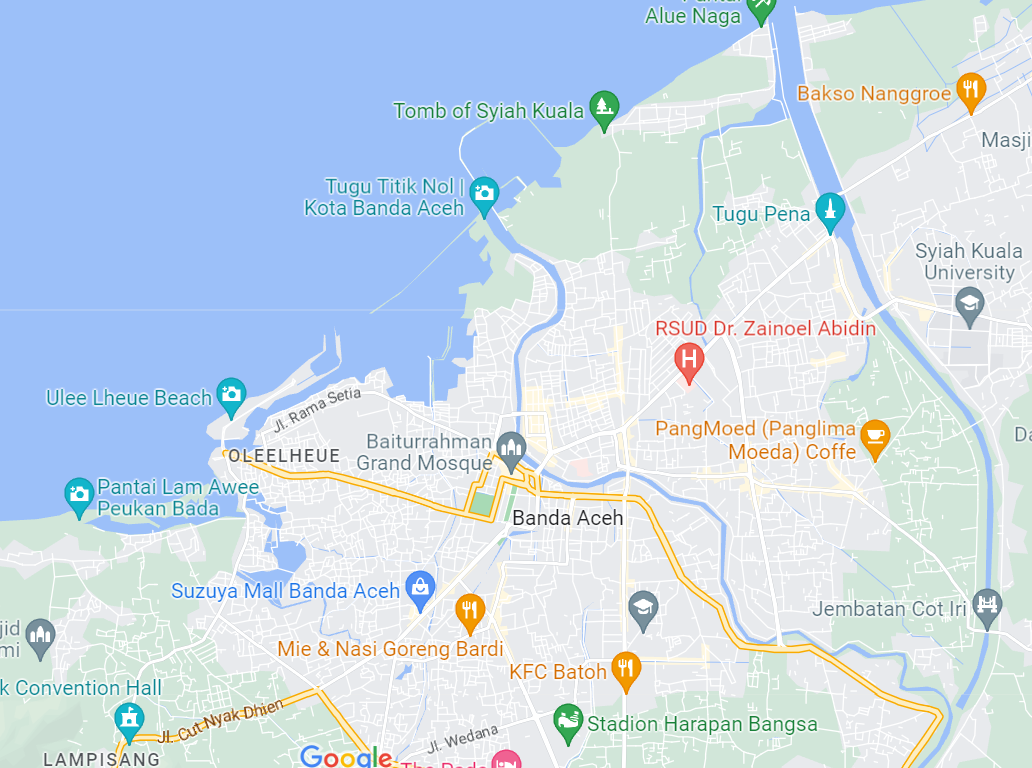 Pantai
Alue Naga
Bakso Nanggroe
Tomb of Syiah Kuala
Masji
Tugu Titik Nol |
Kota Banda Aceh
Tugu Pena
Syiah Kuala
University
RSUD Dr. Zainoel Abidin
Ulee Lheue Beach
Jl. Rama Setia
PangMoed (Panglima
Moeda) Coffe
Baiturrahman
Grand Mosque
Da
OLEELHEUE
Pantai Lam Awee
Peukan Bada
Banda Aceh
Suzuya Mall Banda Aceh
Jembatan Cot Iri
jid
mi
Mie & Nasi Goreng Bardi
KFC Batoh
k Convention Hall
Jl. Cut Nyak Dhien
Stadion Harapan Bangsa
Jl. Wedana
LAMPISANG
Google
The Pade